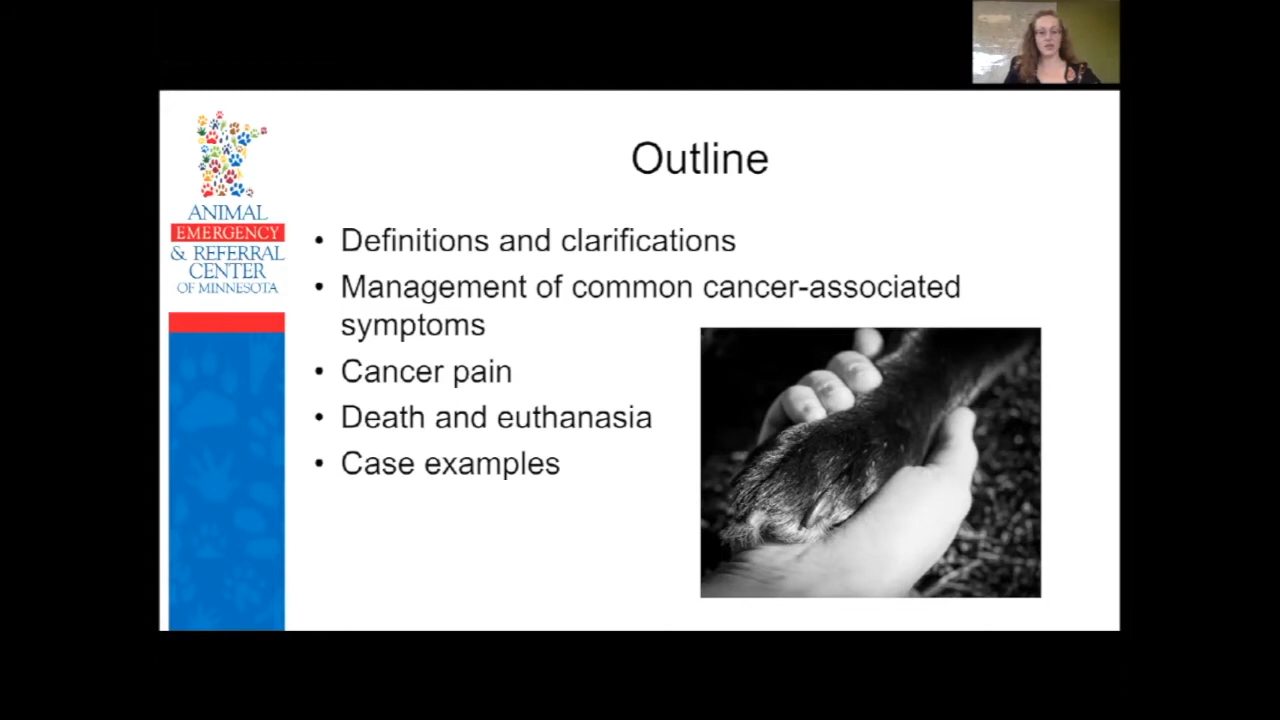 Outline
ANIMAL
EMERGENCY
& REFERRAL
CENTER
OF MINNESOTA
• Definitions and clarifications
• Management of common cancer-associated
symptoms
• Cancer pain
• Death and euthanasia
• Case examples